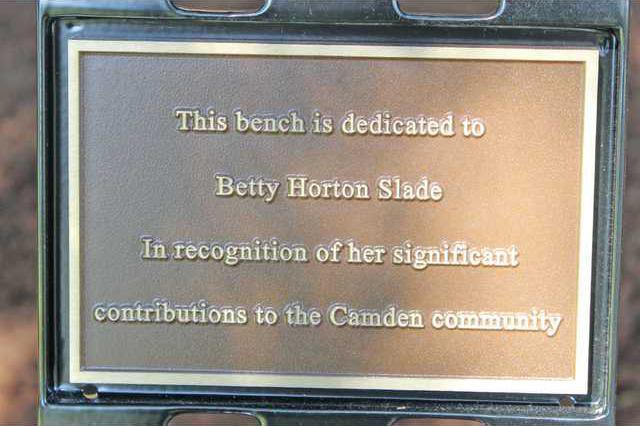 This bench is dedicated to
Betty Horton Slade
In recognition of her significant
contributions to the Camden community